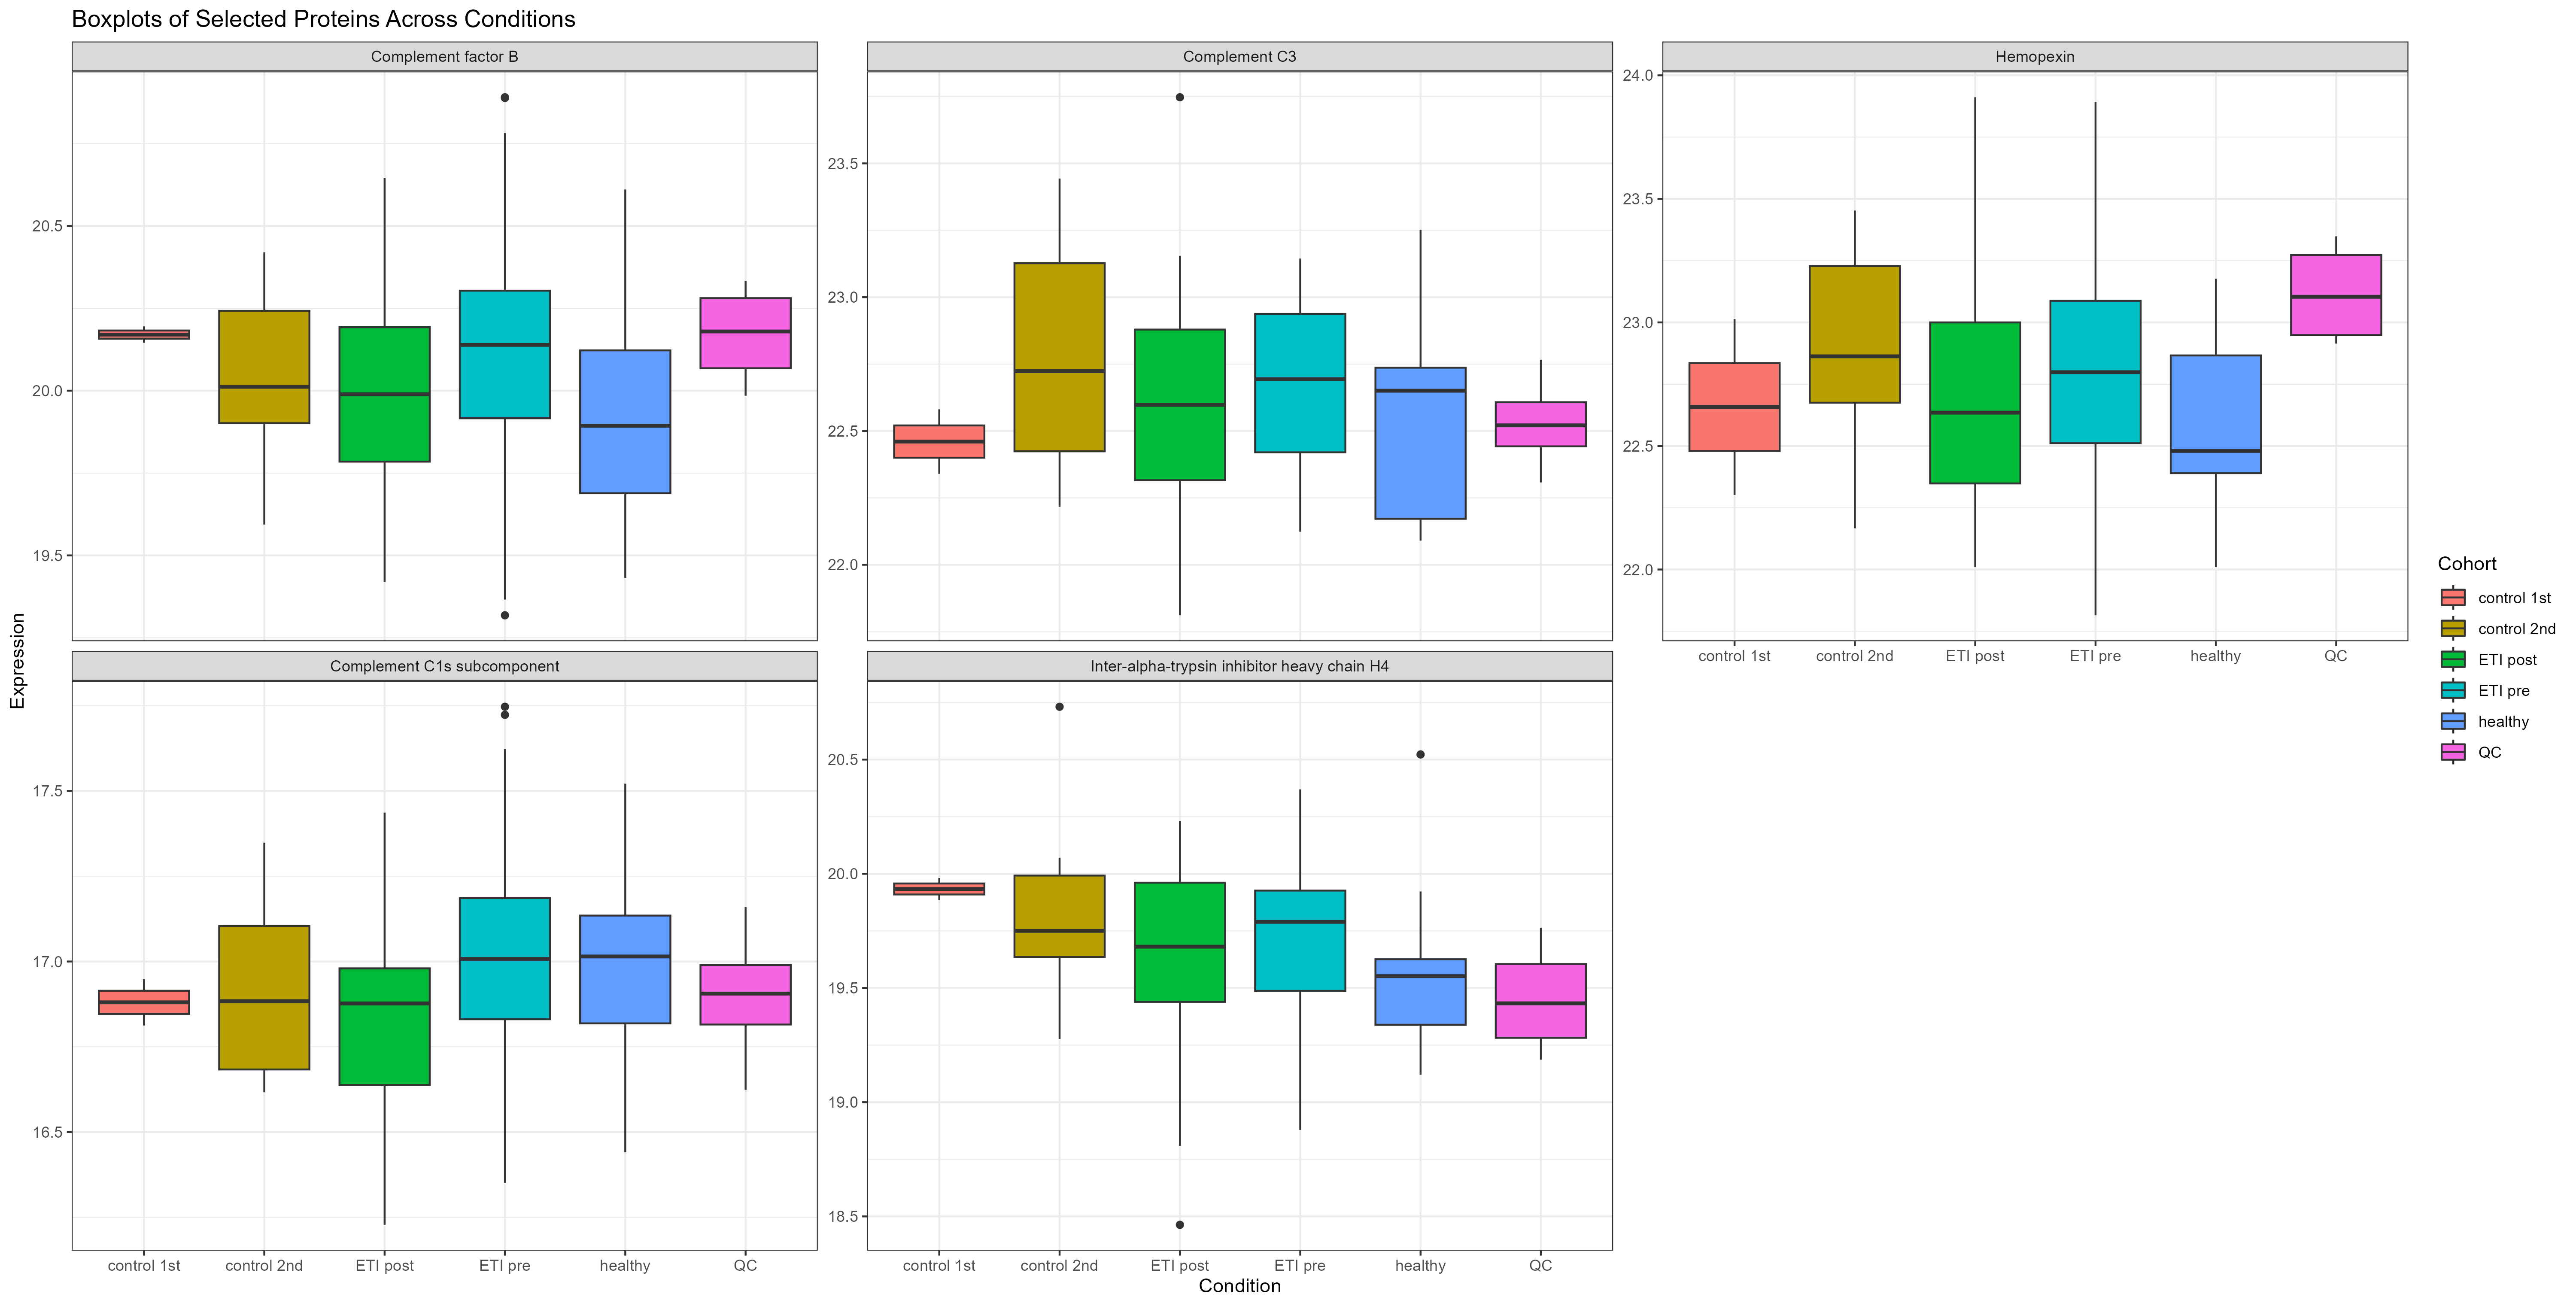 Boxplots of Selected Proteins Across Conditions
Complement factor B
Complement C3
Hemopexin
20.5
20.0
19.5
23.5
23.0
22.5
22.0
24.0
23.5
23.0
22.5
22.0
control 1st control 2nd ETI post ETI pre healthy QC
Complement C1s subcomponent
Inter-alpha-trypsin inhibitor heavy chain H4
17.5
17.0
16.5
20.5
20.0
19.5
19.0
18.5
control 1st control 2nd ETI post ETI pre healthy QC
control 1st control 2nd ETI post ETI pre healthy QC
Condition
Expression
Cohort
control 1st
control 2nd
ETI post
ETI pre
healthy
QC